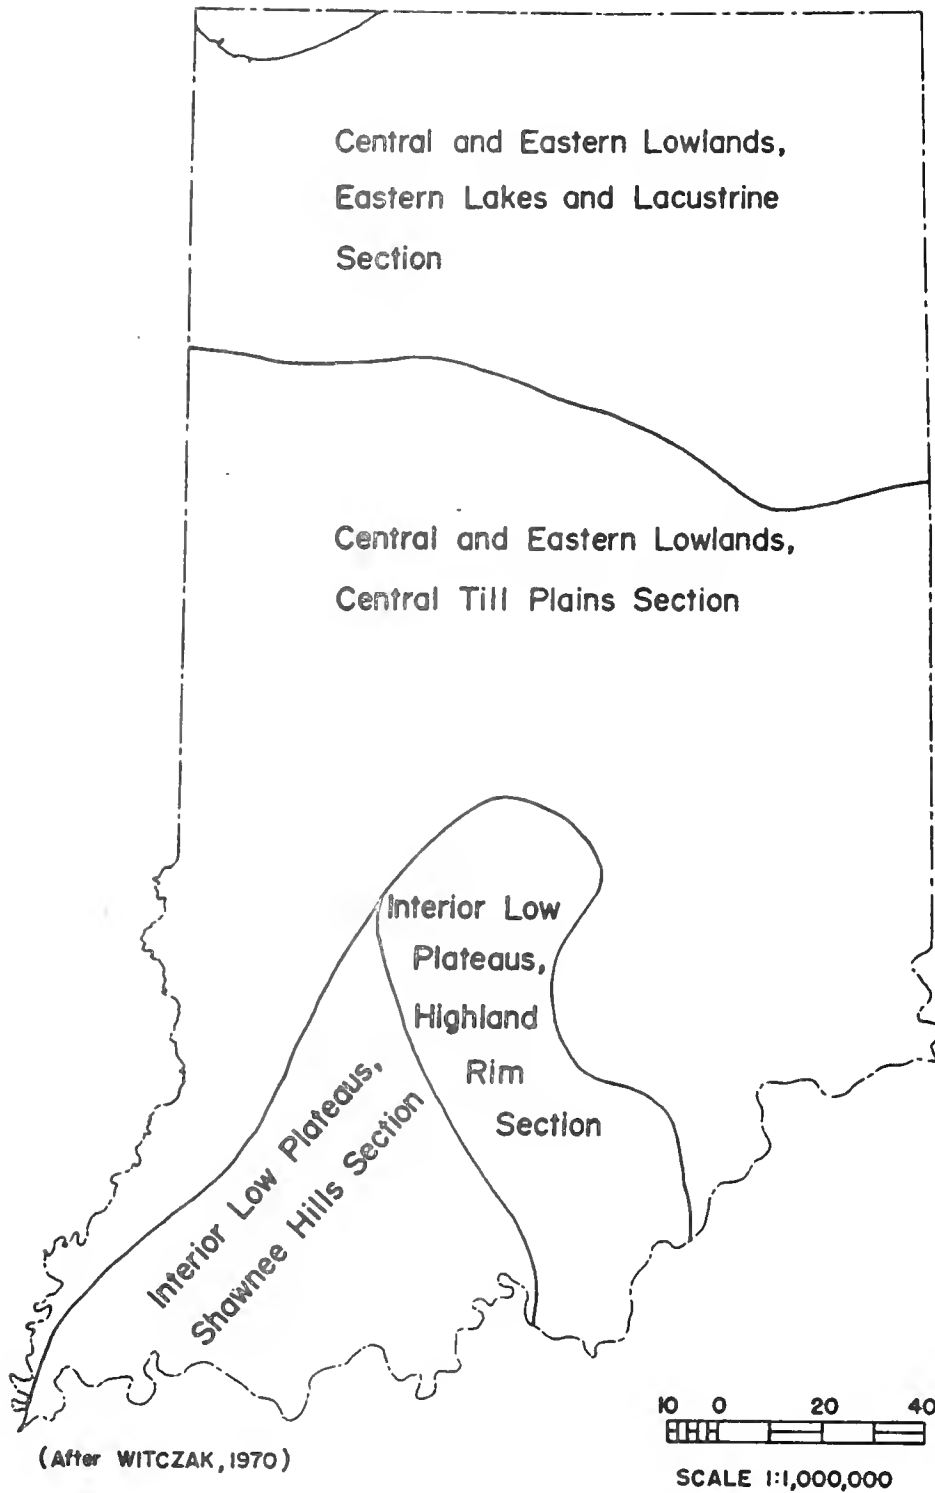 Central and Eastern Lowlands,
Eastern Lakes and Lacustrine
Section
Central and Eastern Lowlands,
Central Till Plains Section
Interior Low
Plateaus,
Highland
Rim
Section
Interior Low Plateaus,
Shawnee Hills Section
10 0 20 40
SCALE 1:1,000,000
(After WITCZAK, 1970)